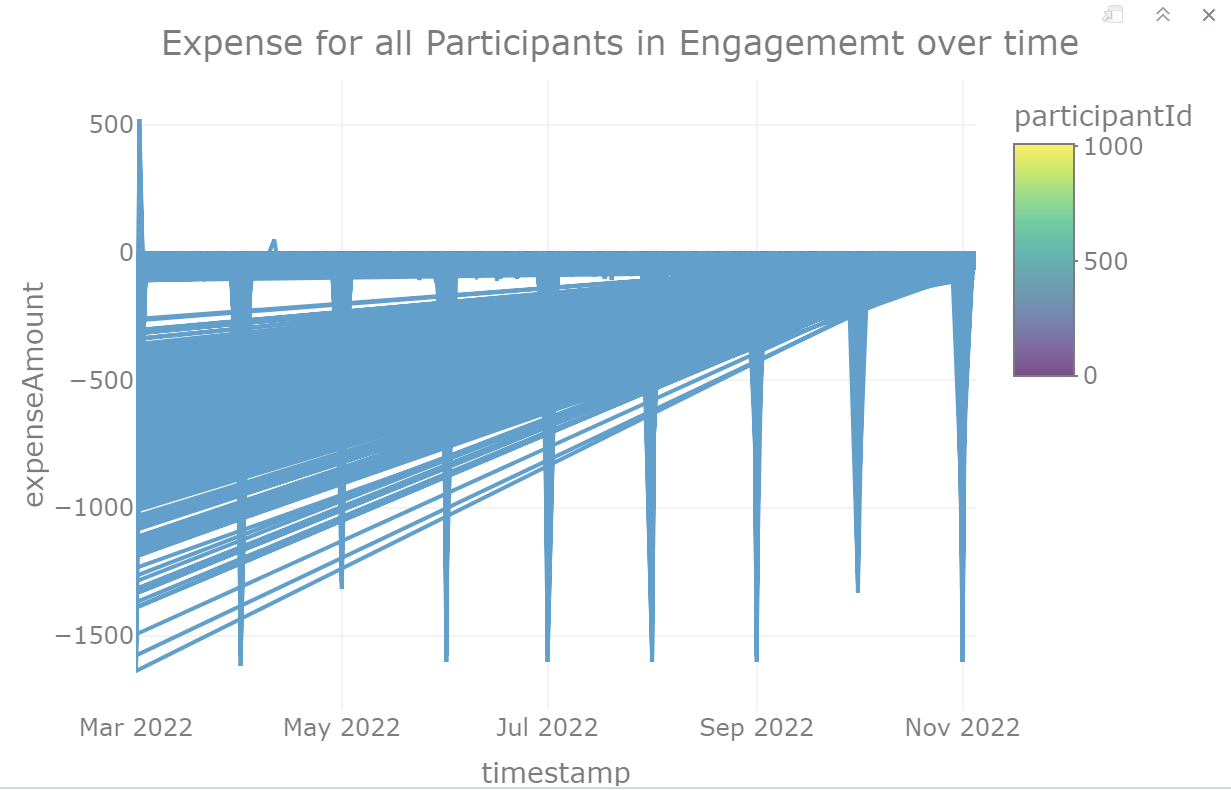 Expense for all Participants in Engagememt over time
participantId
1000
500
0
500
0
−500
−1000
−1500
expenseAmount
Mar 2022
May 2022
Jul 2022
Sep 2022
Nov 2022
timestamp